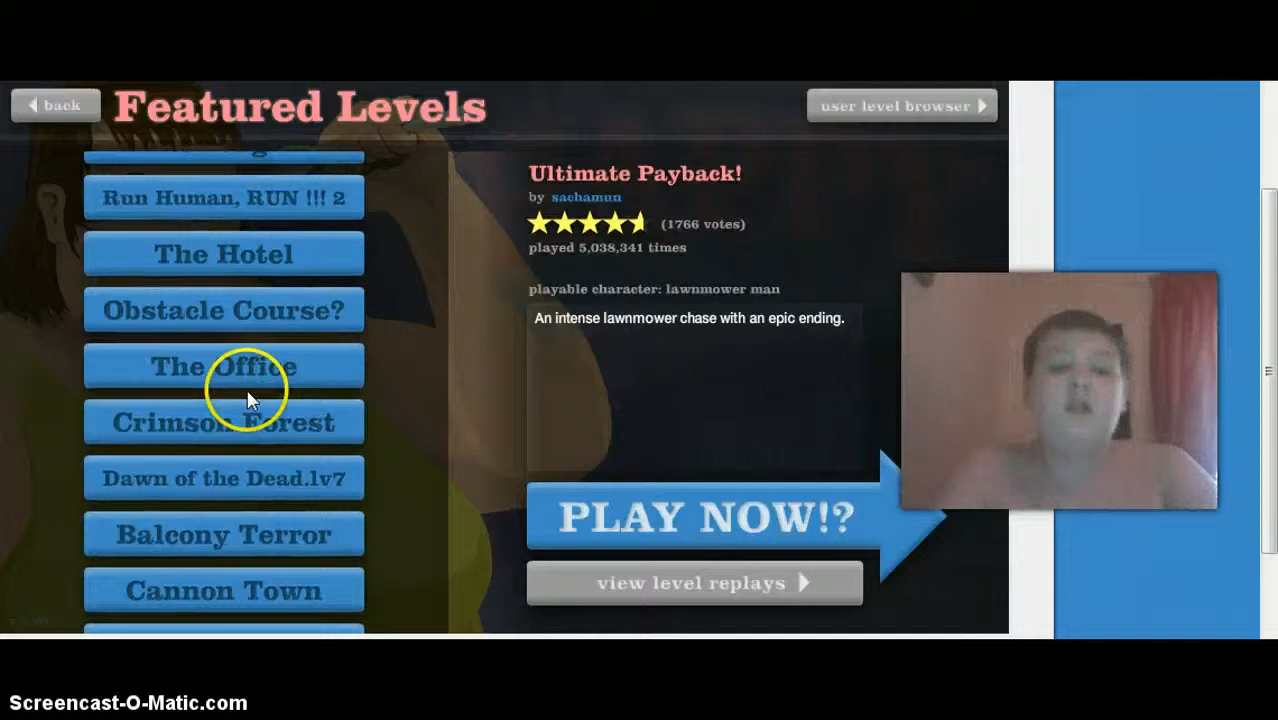 back
Featured Levels
user level browser
Run Human, RUN !!! 2
The Hotel
Obstacle Course?
The Office
Crimson Forest
Dawn of the Dead.lv7
Balcony Terror
Cannon Town
Ultimate Payback!
by sachamun
(1766 votes)
played 5,038,341 times
playable character: lawnmower man
An intense lawnmower chase with an epic ending.
PLAY NOW!?
view level replays
Screencast-O-Matic.com